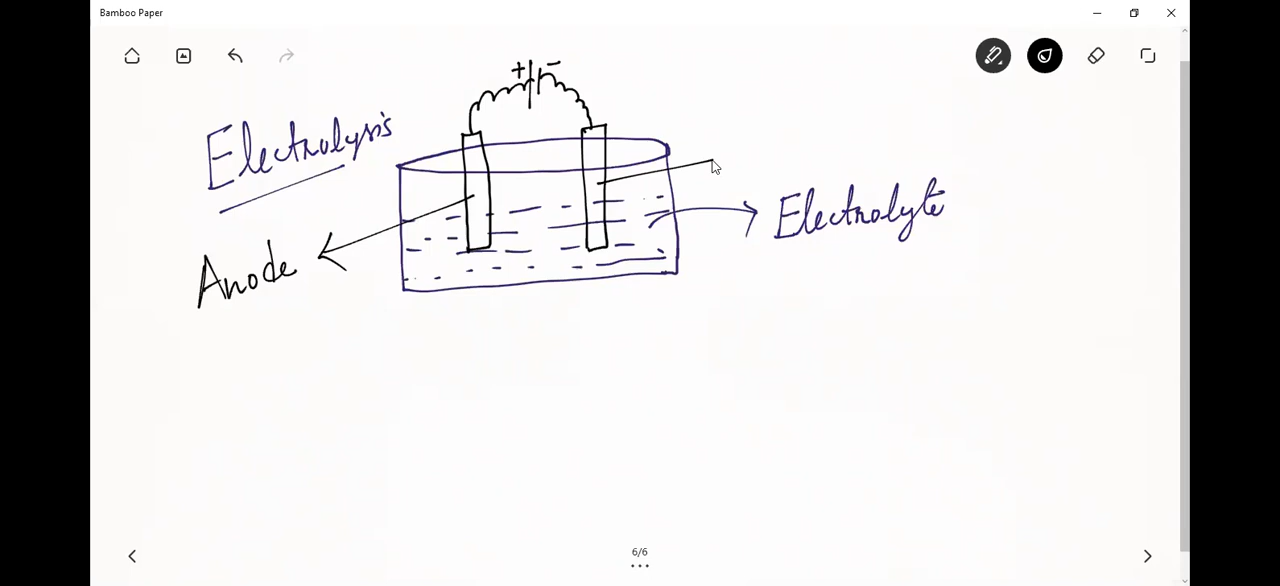 Bamboo Paper
+ -
Electrolysis
Electrolyte
Anode
6/6